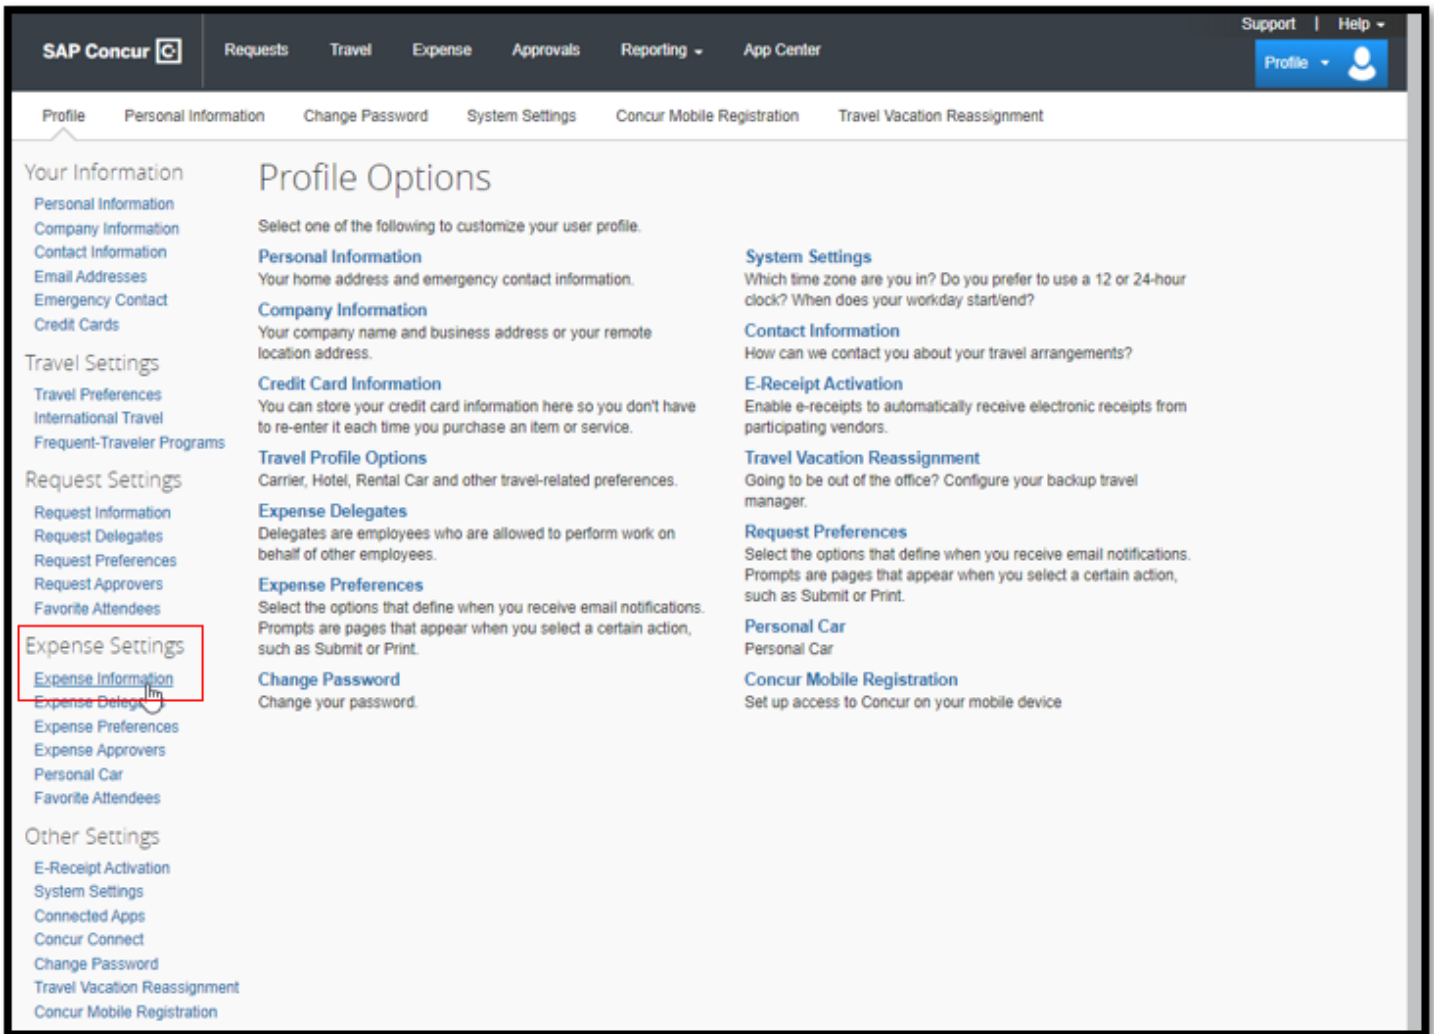 Support | Help
SAP Concur C
Requests Travel Expense Approvals Reporting App Center
Profile
Profile Personal Information Change Password System Settings Concur Mobile Registration Travel Vacation Reassignment
Your Information
Personal Information
Company Information
Contact Information
Email Addresses
Emergency Contact
Credit Cards
Travel Settings
Travel Preferences
International Travel
Frequent-Traveler Programs
Request Settings
Request Information
Request Delegates
Request Preferences
Request Approvers
Favorite Attendees
Expense Settings
Expense Information
Expense Preferences
Expense Approvers
Personal Car
Favorite Attendees
Other Settings
E-Receipt Activation
System Settings
Connected Apps
Concur Connect
Change Password
Travel Vacation Reassignment
Concur Mobile Registration
Profile Options
Select one of the following to customize your user profile.
Personal Information
Your home address and emergency contact information.
Company Information
Your company name and business address or your remote
location address.
Credit Card Information
You can store your credit card information here so you don't have
to re-enter it each time you purchase an item or service.
Travel Profile Options
Carrier, Hotel, Rental Car and other travel-related preferences.
Expense Delegates
Delegates are employees who are allowed to perform work on
behalf of other employees.
Expense Preferences
Select the options that define when you receive email notifications.
Prompts are pages that appear when you select a certain action,
such as Submit or Print.
Change Password
Change your password.
System Settings
Which time zone are you in? Do you prefer to use a 12 or 24-hour
clock? When does your workday start/end?
Contact Information
How can we contact you about your travel arrangements?
E-Receipt Activation
Enable e-receipts to automatically receive electronic receipts from
participating vendors.
Travel Vacation Reassignment
Going to be out of the office? Configure your backup travel
manager.
Request Preferences
Select the options that define when you receive email notifications.
Prompts are pages that appear when you select a certain action,
such as Submit or Print.
Personal Car
Personal Car
Concur Mobile Registration
Set up access to Concur on your mobile device